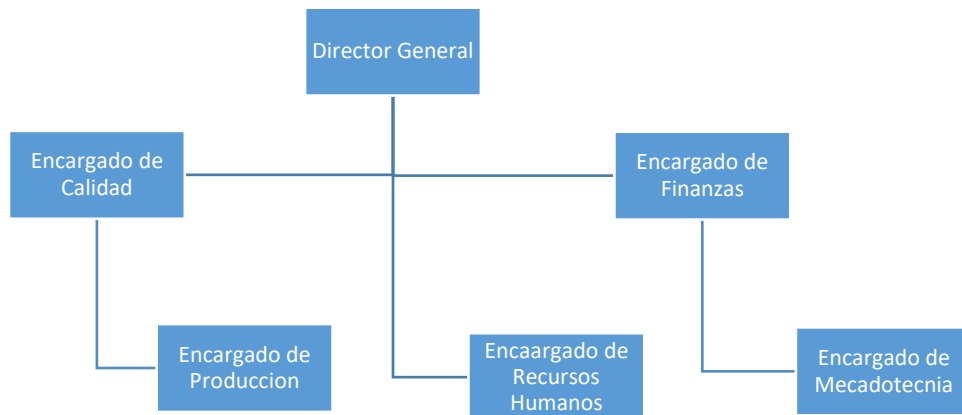 Director General
Encargado de
Calidad
Encargado de
Finanzas
Encargado de
Produccion
Encaargado de
Recursos
Humanos
Encargado de
Mecadotecnia